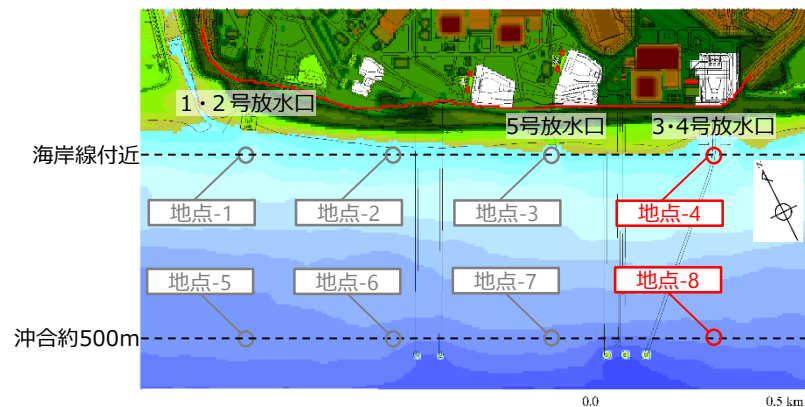 1・2号放水口
5号放水口
3・4号放水口
海岸線付近
地点-1
地点-2
地点-3
地点-4
N
地点-5
地点-6
地点-7
地点-8
沖合約500m
0.0
0.5 km